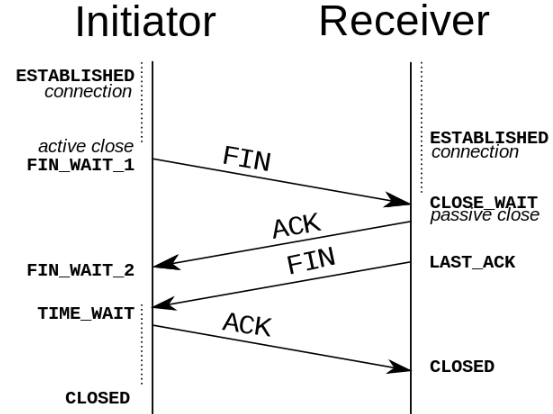 Initiator
Receiver
ESTABLISHED
connection
active close
FIN_WAIT_1
FIN
ESTABLISHED
connection
CLOSE_WAIT
passive close
ACK
FIN
FIN_WAIT_2
LAST_ACK
TIME_WAIT
ACK
CLOSED
CLOSED